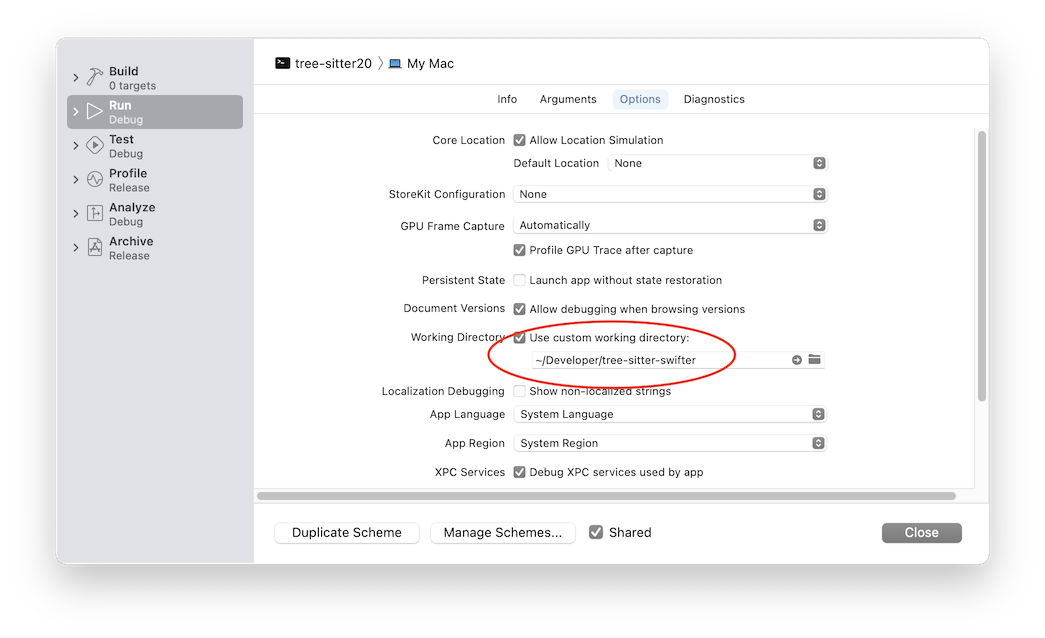 tree-sitter20 〉 My Mac
Build
0 targets
Run
Debug
Test
Debug
Profile
Release
Analyze
Debug
Archive
Release
Info Arguments Options Diagnostics
Core Location Allow Location Simulation
Default Location None
StoreKit Configuration None
GPU Frame Capture Automatically
Profile GPU Trace after capture
Persistent State Launch app without state restoration
Document Versions Allow debugging when browsing versions
Working Directory Use custom working directory:
~/Developer/tree-sitter-swifter
Localization Debugging Show non-localized strings
App Language System Language
App Region System Region
XPC Services Debug XPC services used by app
Duplicate Scheme Manage Schemes... Shared Close